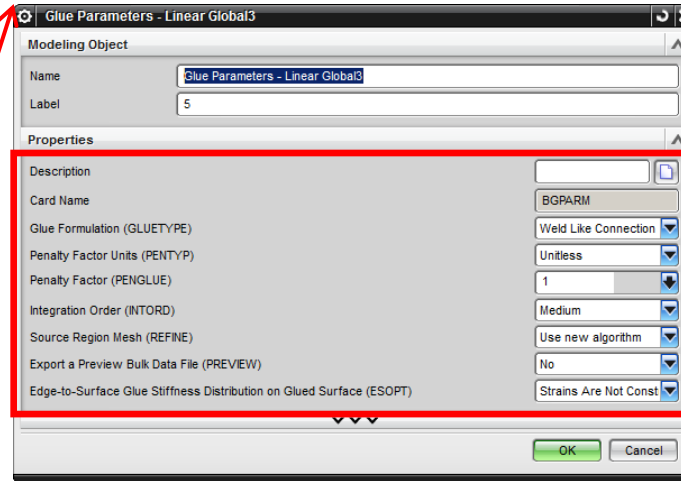 Glue Parameters - Linear Global3
Modeling Object
Name Glue Parameters - Linear Global3
Label 5
Properties
Description
Card Name BGPARM
Glue Formulation (GLUETYPE) Weld Like Connection
Penalty Factor Units (PENTYP) Unitless
Penalty Factor (PENGLUE) 1
Integration Order (INTORD) Medium
Source Region Mesh (REFINE) Use new algorithm
Export a Preview Bulk Data File (PREVIEW) No
Edge-to-Surface Glue Stiffness Distribution on Glued Surface (ESOPT) Strains Are Not Const
OK Cancel